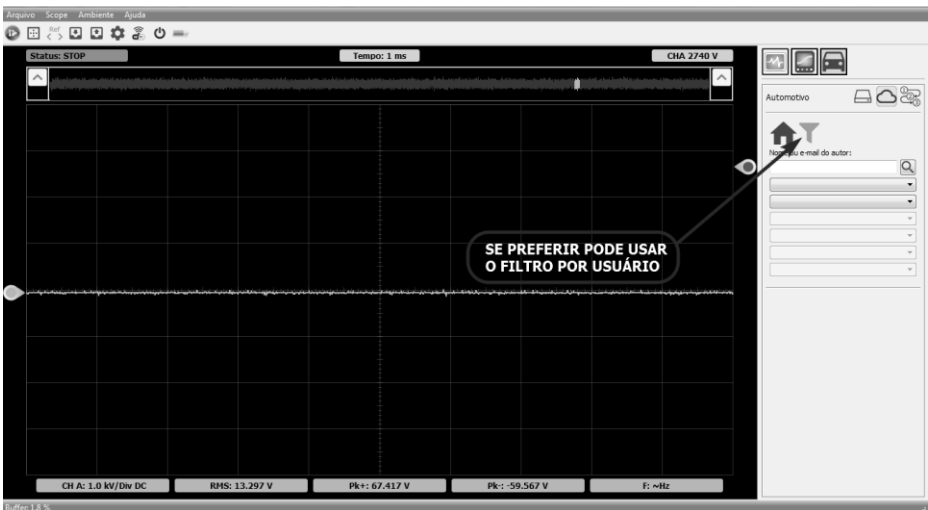 Arquivo Scope Ambiente Ajuda
Ref
Status: STOP Tempo: 1 ms CHA 2740 V
Automotivo
Nome ou e-mail do autor:
SE PREFERIR PODE USAR
O FILTRO POR USUÁRIO
CH A: 1.0 kV/Div DC RMS: 13.297 V Pk+: 67.417 V Pk-: -59.567 V F: ~Hz
Buffer 1.8 %